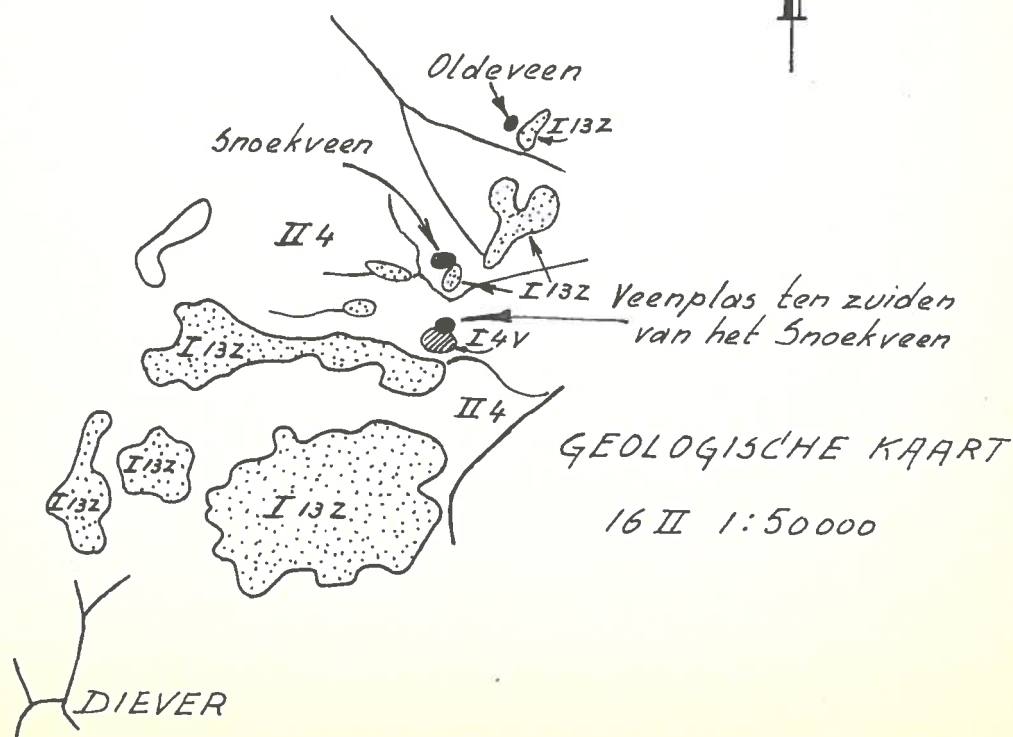 Oldeveen
I 13Z
Snoekveen
II 4
I 13Z
Veenplas ten zuiden
van het Snoekveen
I 4V
I 13Z
II 4
GEOLOGISCHE KAART
16 II 1:50000
I 13Z
I 13Z
I 13Z
DIEVER